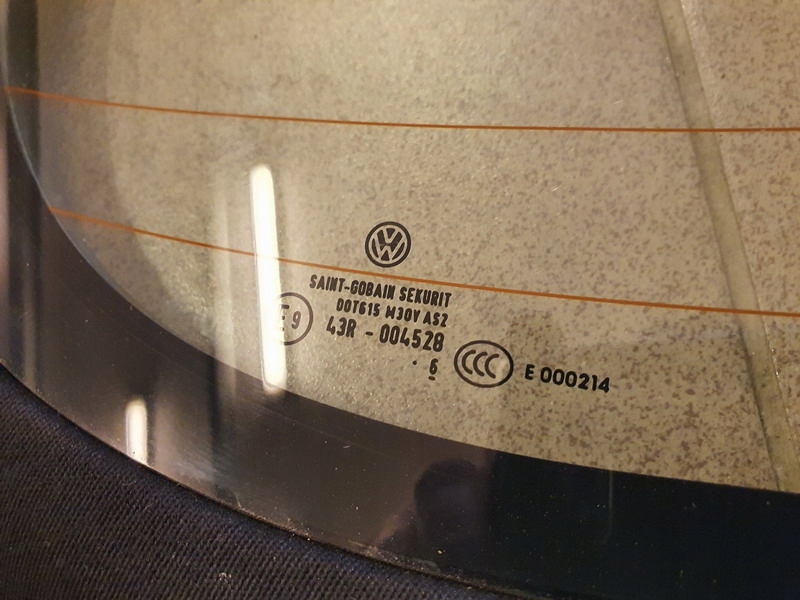 SAINT-GOBAIN SEKURIT
DOT615 M30V AS2
E9
43R - 004528
. 6
CCC
E 000214